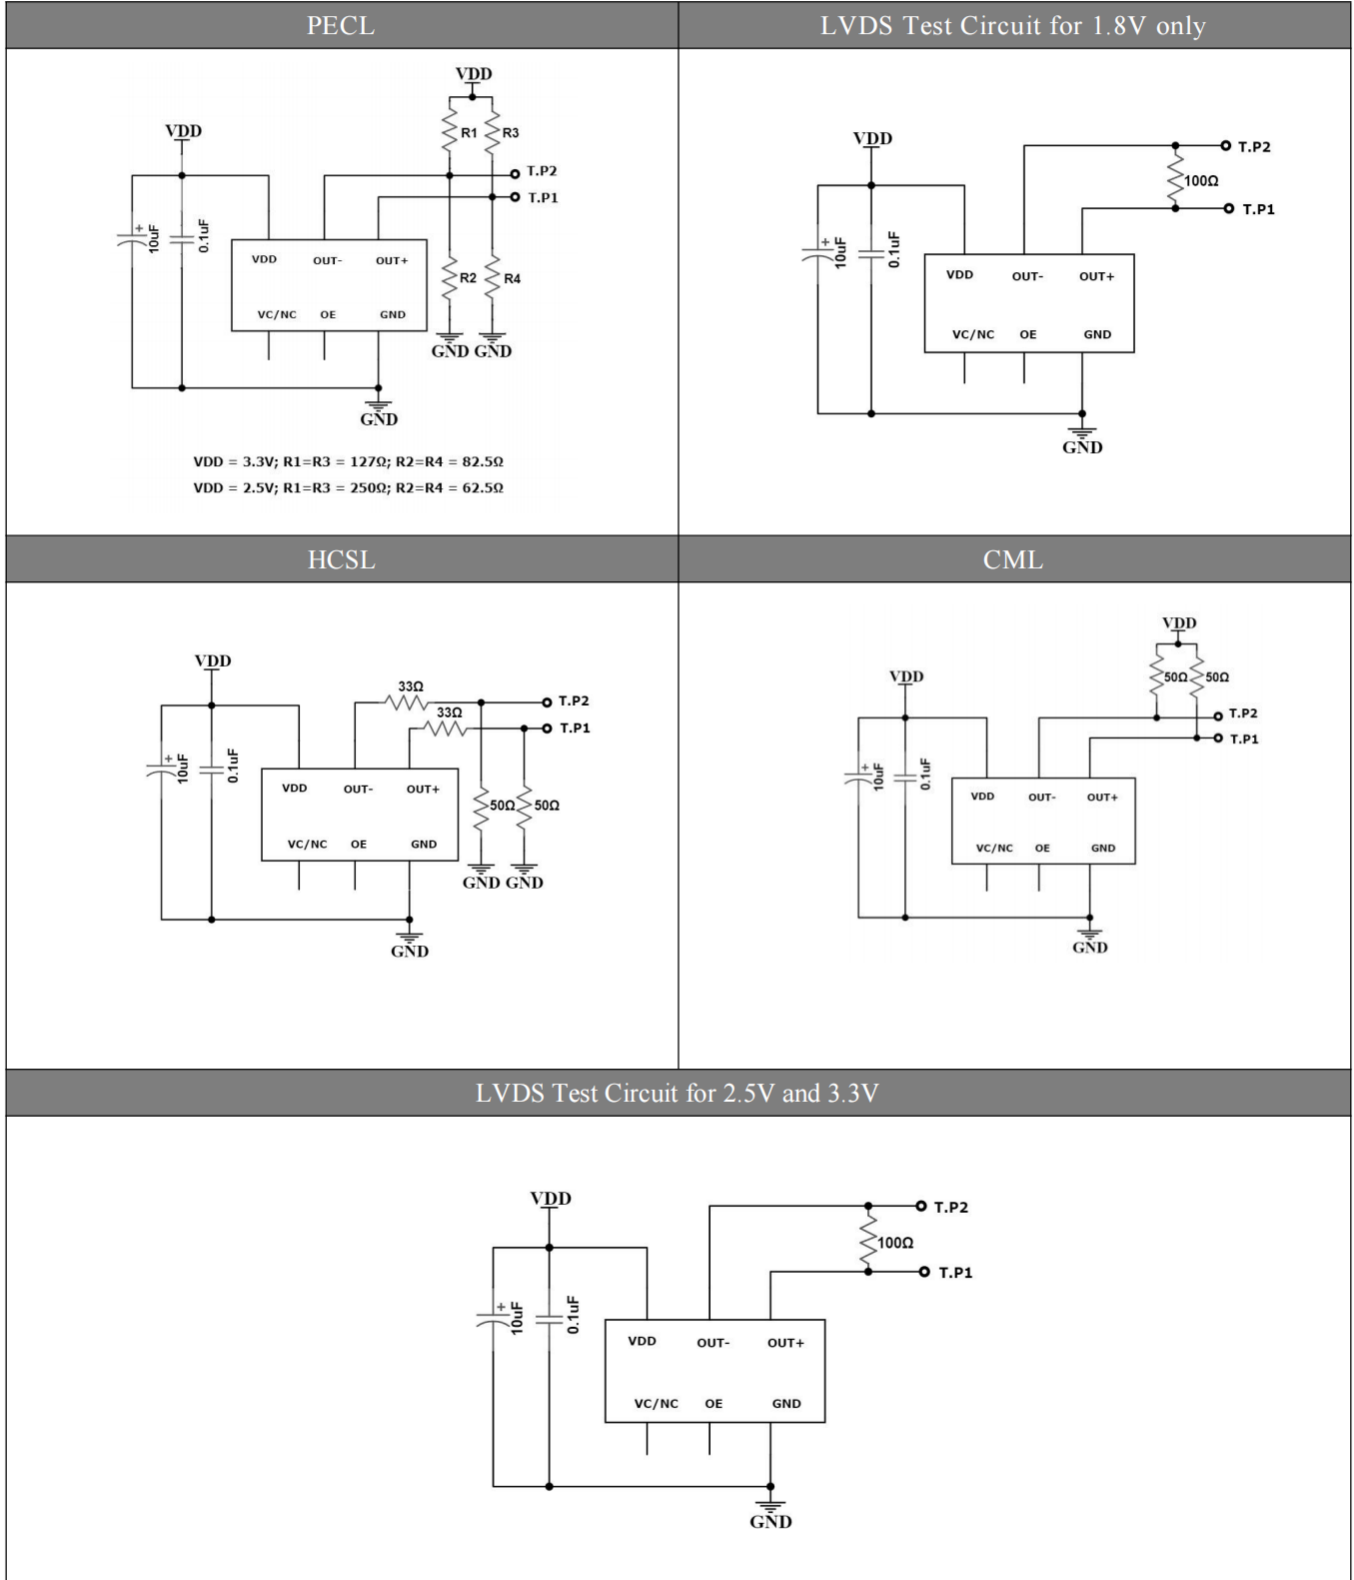 PECL
VDD
VDD
R1
R3
T.P2
T.P1
+
10uF
0.1uF
VDD OUT- OUT+
R2
R4
VC/NC OE GND
GND GND
GND
VDD = 3.3V; R1=R3 = 127Ω; R2=R4 = 82.5Ω
VDD = 2.5V; R1=R3 = 250Ω; R2=R4 = 62.5Ω
LVDS Test Circuit for 1.8V only
VDD
T.P2
100Ω
T.P1
+
10uF
0.1uF
VDD OUT- OUT+
VC/NC OE GND
GND
HCSL
VDD
33Ω
T.P2
33Ω
T.P1
+
10uF
0.1uF
VDD OUT- OUT+
50Ω 50Ω
VC/NC OE GND
GND GND
GND
CML
VDD
VDD
50Ω 50Ω
T.P2
T.P1
+
10uF
0.1uF
VDD OUT- OUT+
VC/NC OE GND
GND
LVDS Test Circuit for 2.5V and 3.3V
VDD
T.P2
100Ω
T.P1
+
10uF
0.1uF
VDD OUT- OUT+
VC/NC OE GND
GND